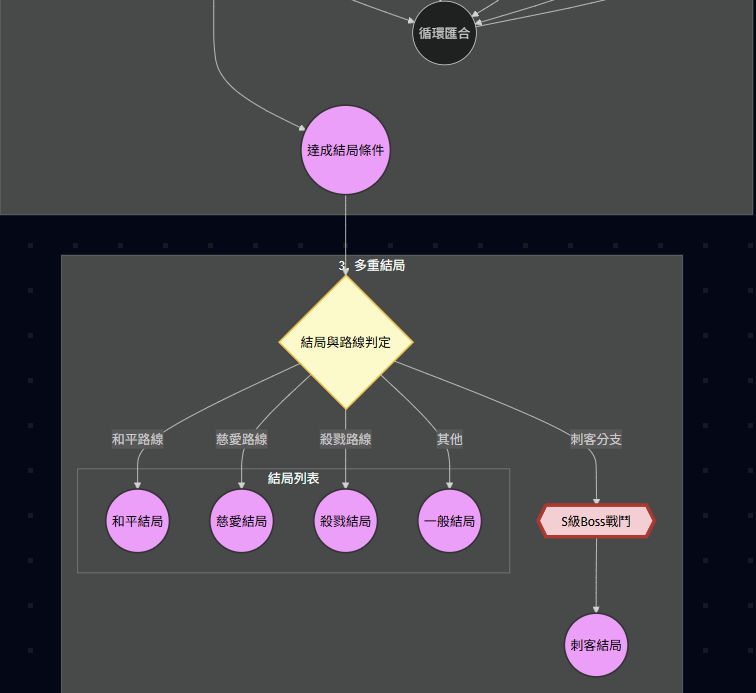 循環匯合
達成結局條件
3. 多重結局
結局與路線判定
和平路線
慈愛路線
殺戮路線
其他
刺客分支
結局列表
和平結局
慈愛結局
殺戮結局
一般結局
S級Boss戰鬥
刺客結局